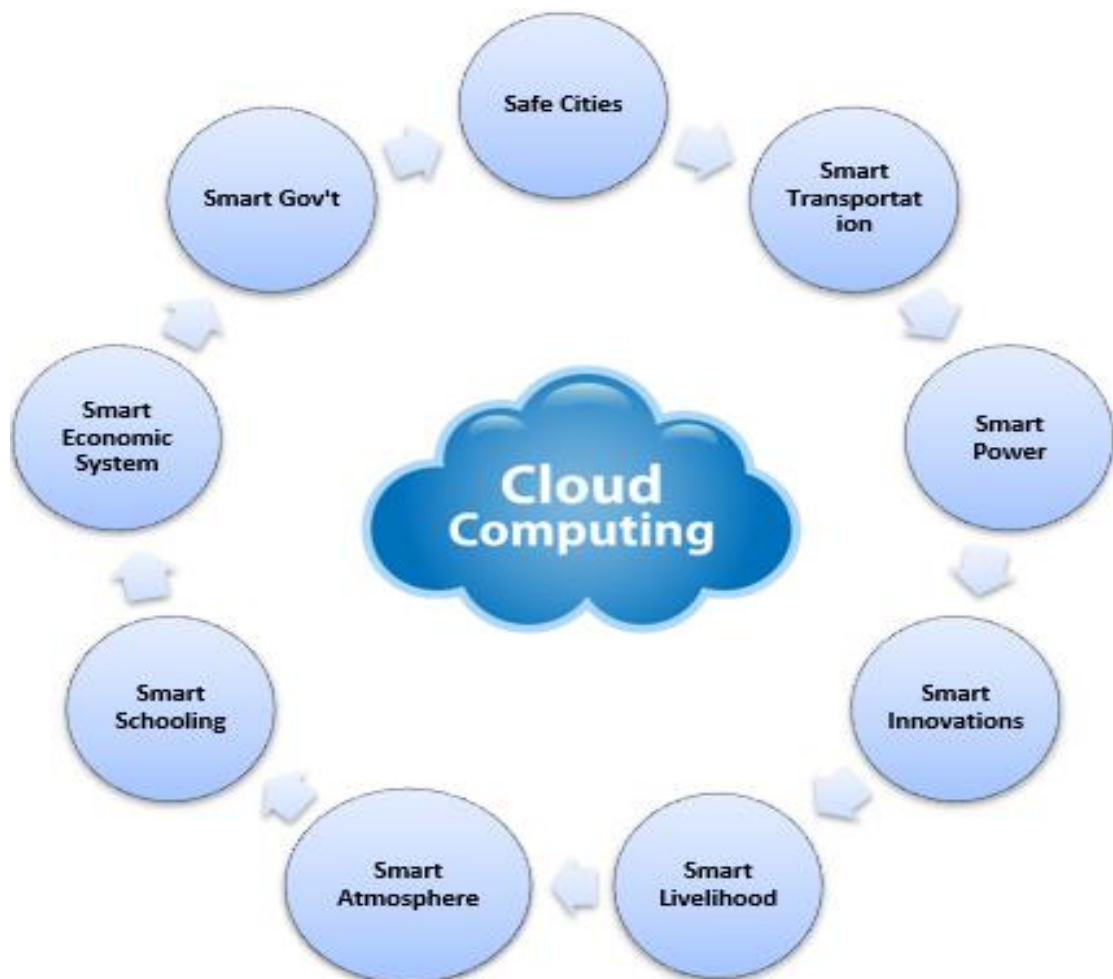 Safe Cities
Smart
Transportat
ion
Smart
Power
Smart
Innovations
Smart
Livelihood
Smart
Atmosphere
Smart
Schooling
Smart
Economic
System
Smart Gov't
Cloud
Computing